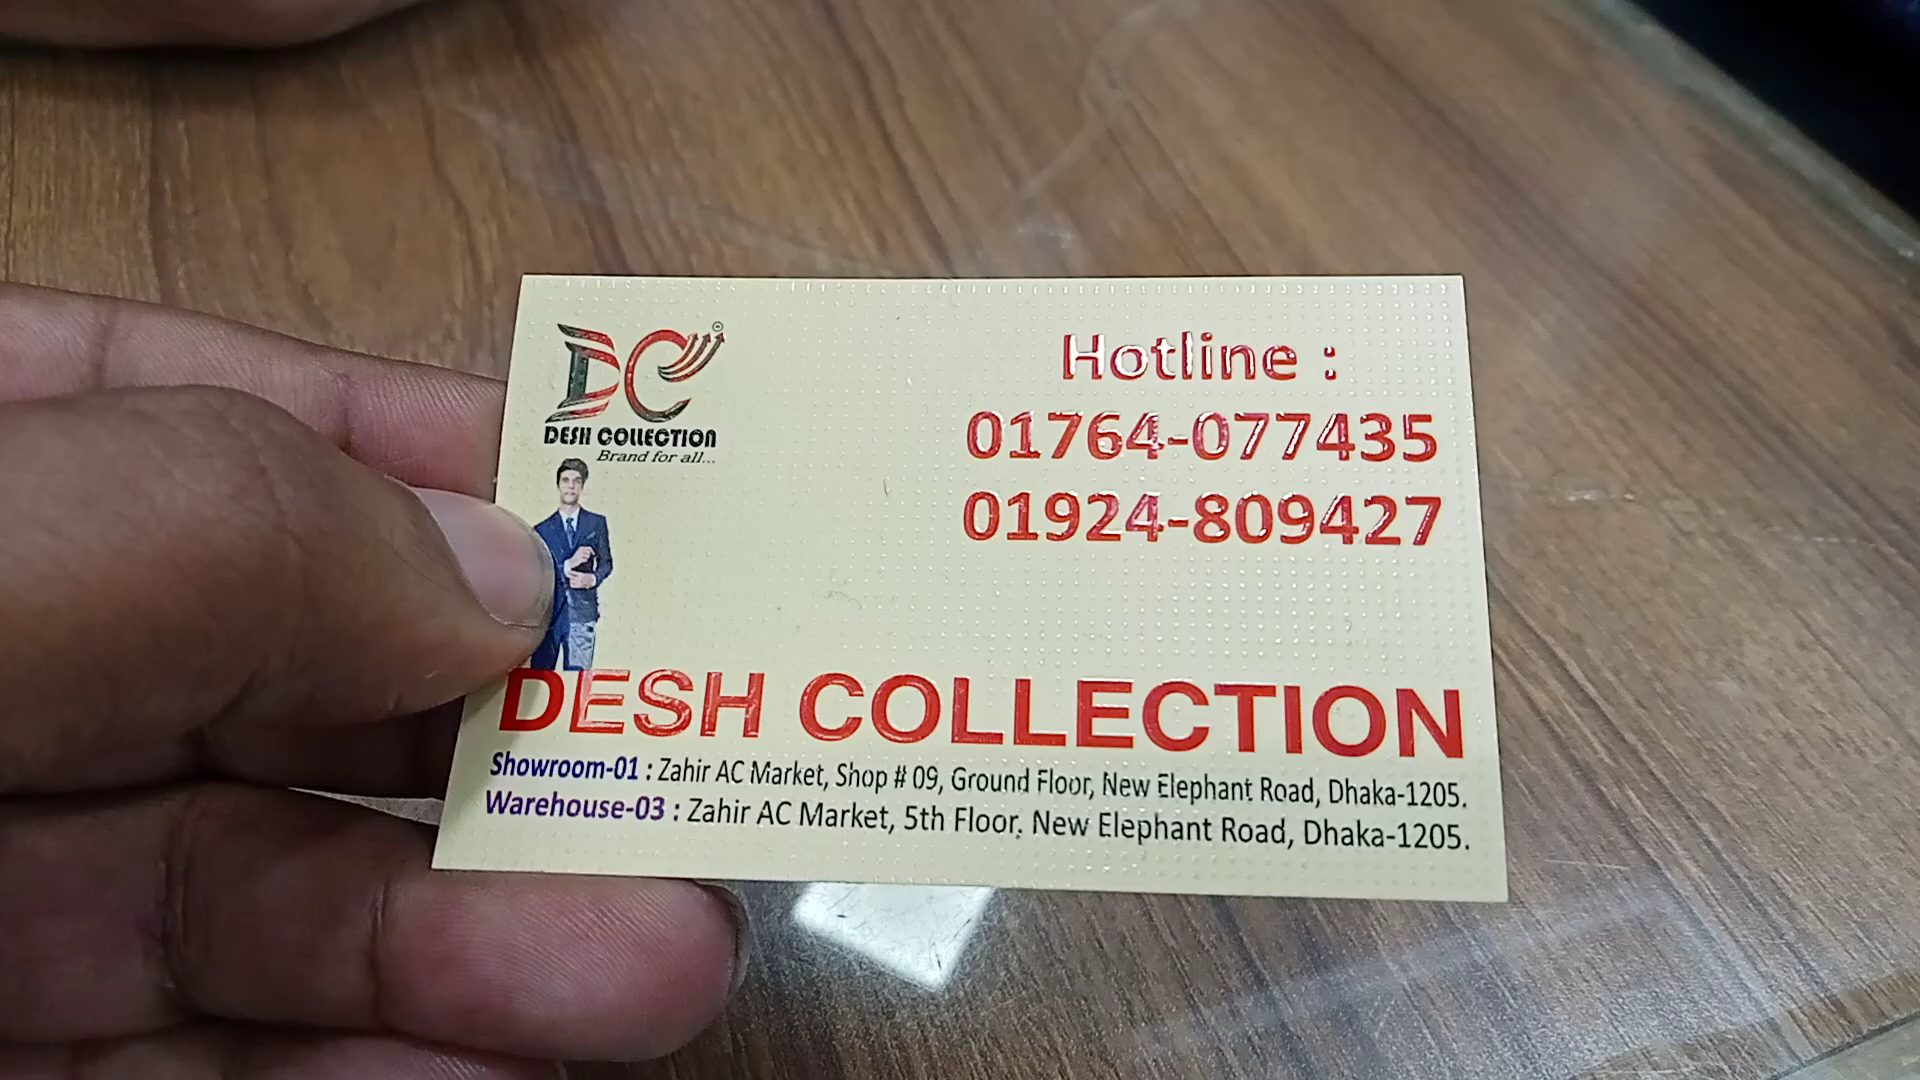 DC
DESH COLLECTION
Brand for all...
Hotline :
01764-077435
01924-809427
DESH COLLECTION
Showroom-01 : Zahir AC Market, Shop # 09, Ground Floor, New Elephant Road, Dhaka-1205.
Warehouse-03 : Zahir AC Market, 5th Floor, New Elephant Road, Dhaka-1205.